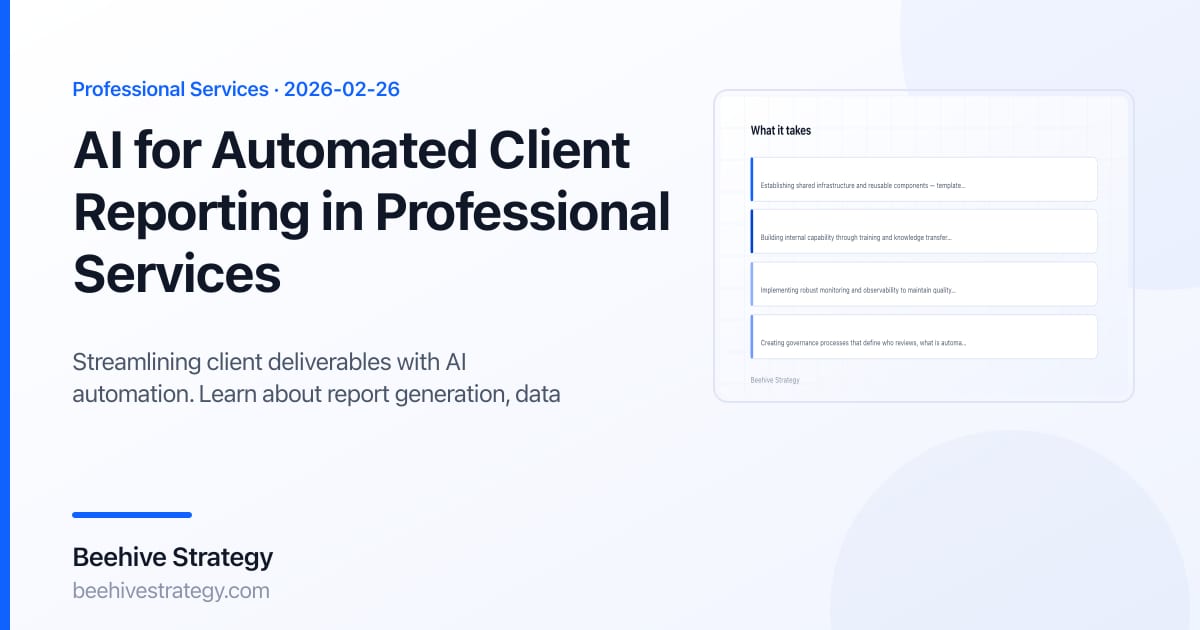 Professional Services · 2026-02-26
AI for Automated Client
Reporting in Professional
Services
Streamlining client deliverables with AI
automation. Learn about report generation, data
Beehive Strategy
beehivestrategy.com
What it takes
Establishing shared infrastructure and reusable components — template...
Building internal capability through training and knowledge transfer...
Implementing robust monitoring and observability to maintain quality...
Creating governance processes that define who reviews, what is automa...
Beehive Strategy